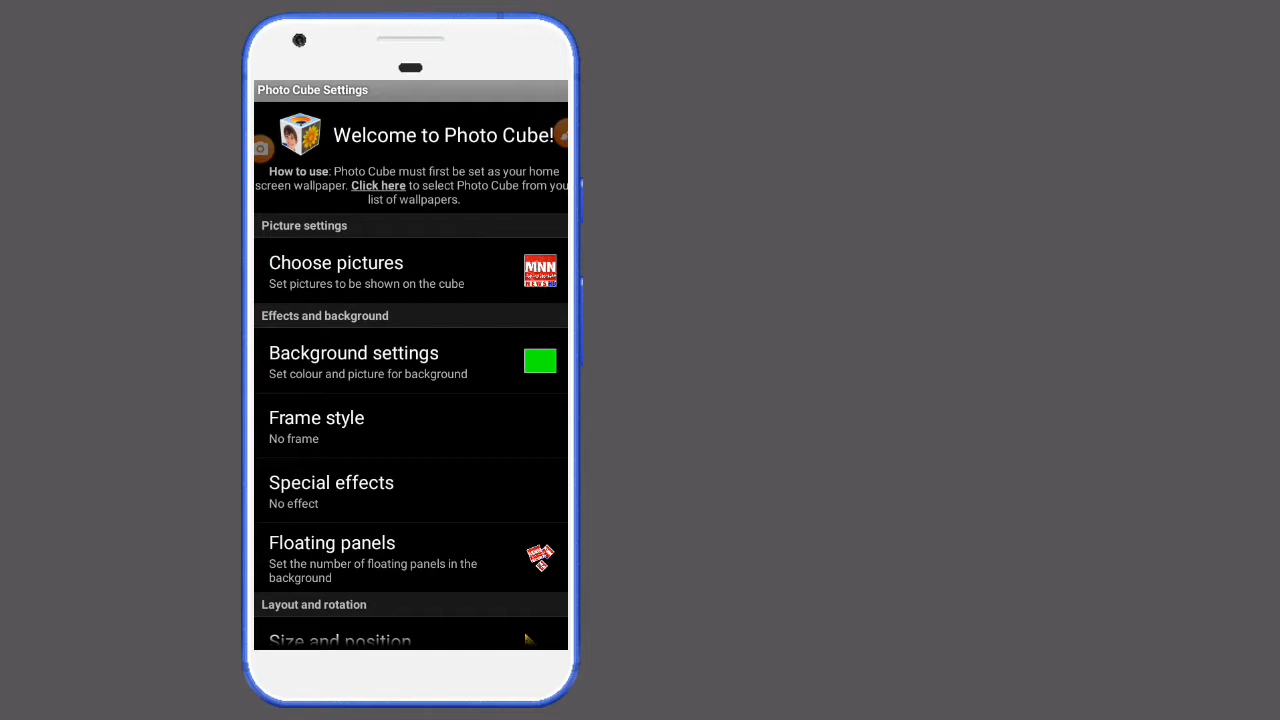 Photo Cube Settings
Welcome to Photo Cube!
How to use: Photo Cube must first be set as your home
screen wallpaper. Click here to select Photo Cube from you
list of wallpapers.
Picture settings
Choose pictures
Set pictures to be shown on the cube
MNN
NEWS HD
Effects and background
Background settings
Set colour and picture for background
Frame style
No frame
Special effects
No effect
Floating panels
Set the number of floating panels in the
background
Layout and rotation
Size and position